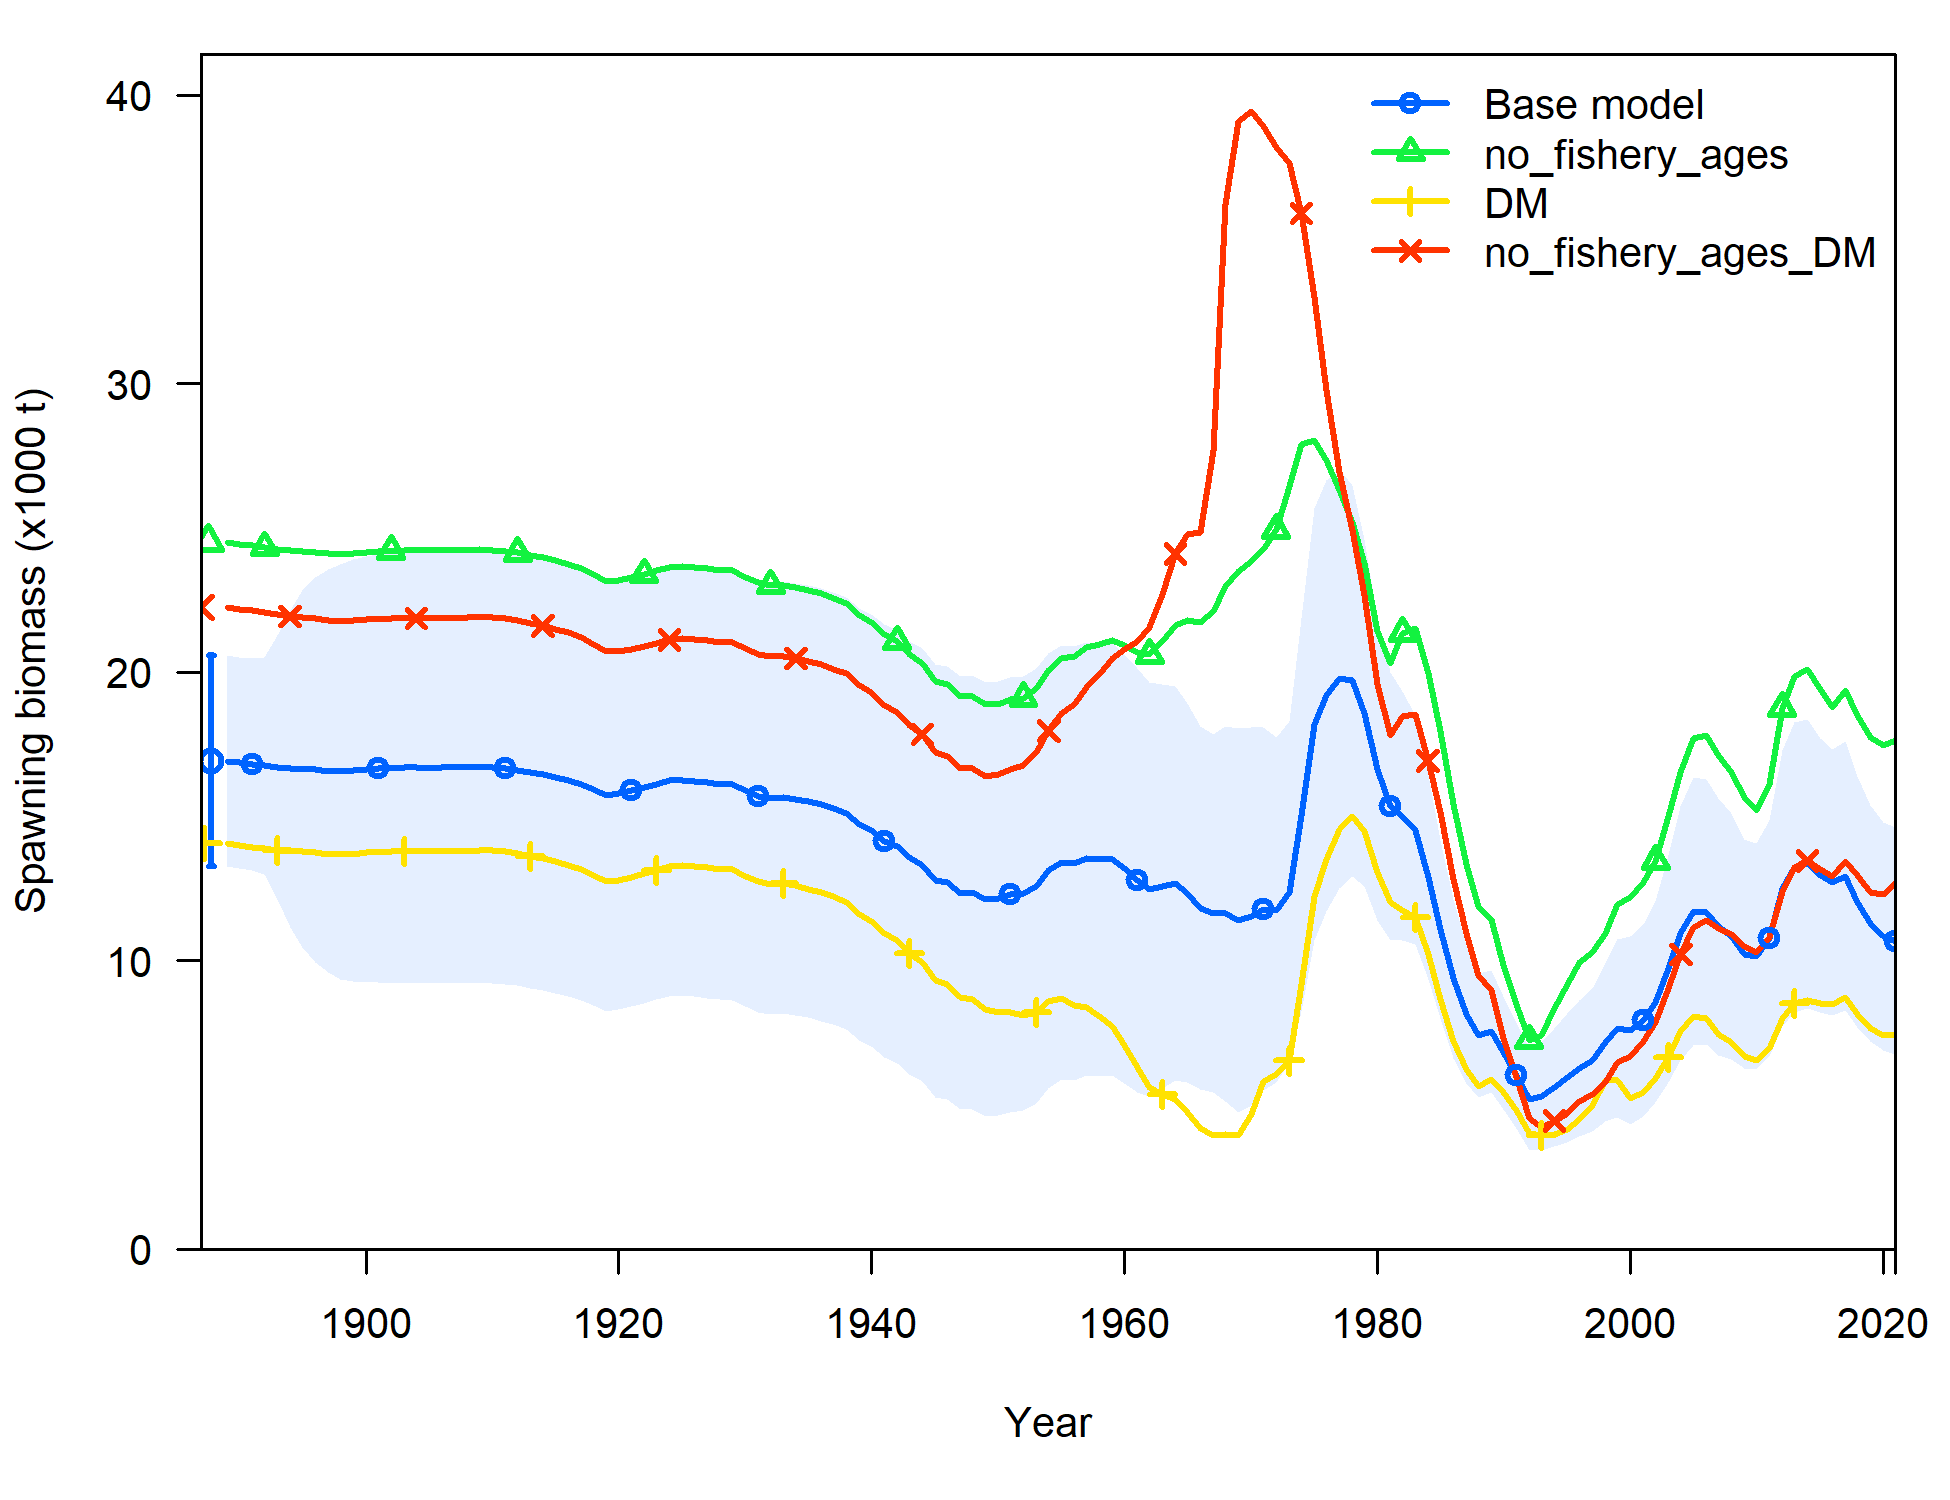 Spawning biomass (x1000 t)
40
30
20
10
0
Base model
no_fishery_ages
DM
no_fishery_ages_DM
1900
1920
1940
1960
1980
2000
2020
Year